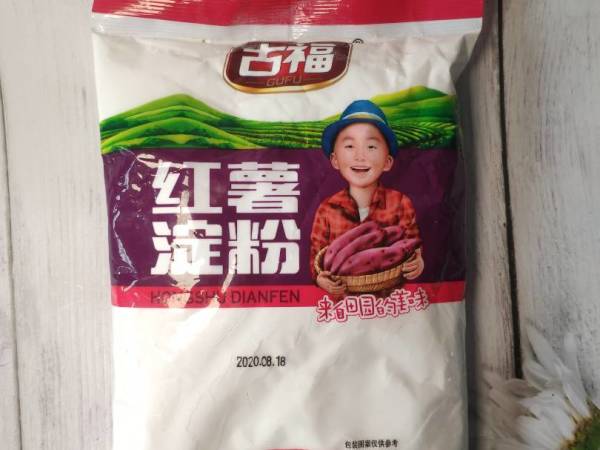 古福
GUFU
红薯
淀粉
HONGSHU DIANFEN
来自田园的美味
2020.08.18
包装图案仅供参考